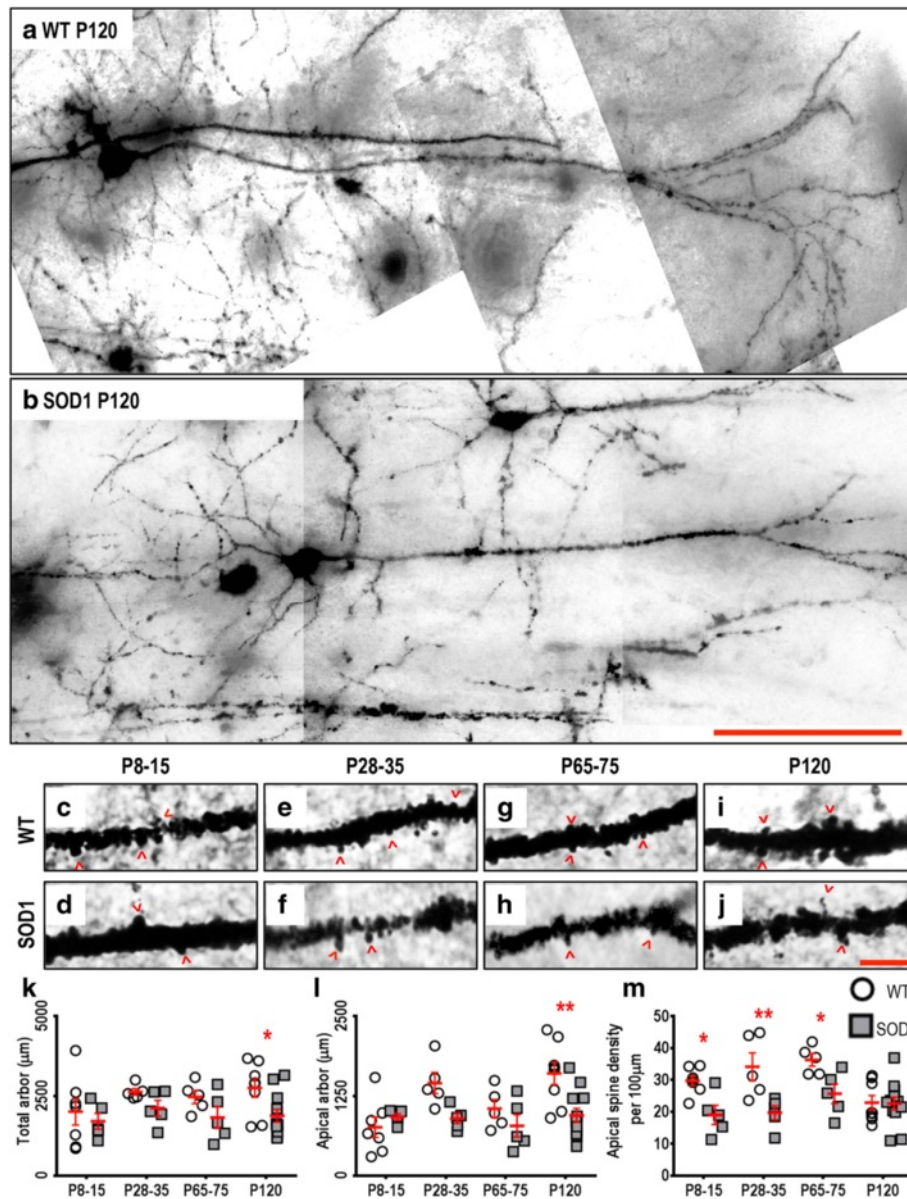 a WT P120
b SOD1 P120
P8-15
P28-35
P65-75
P120
WT
c
e
g
i
SOD1
d
f
h
j
k
Total arbor (μm)
5000
2500
0
*
P8-15
P28-35
P65-75
P120
l
Apical arbor (μm)
2500
1250
0
**
P8-15
P28-35
P65-75
P120
m
Apical spine density
per 100μm
50
40
30
20
10
0
*
**
*
WT
SOD
P8-15
P28-35
P65-75
P120